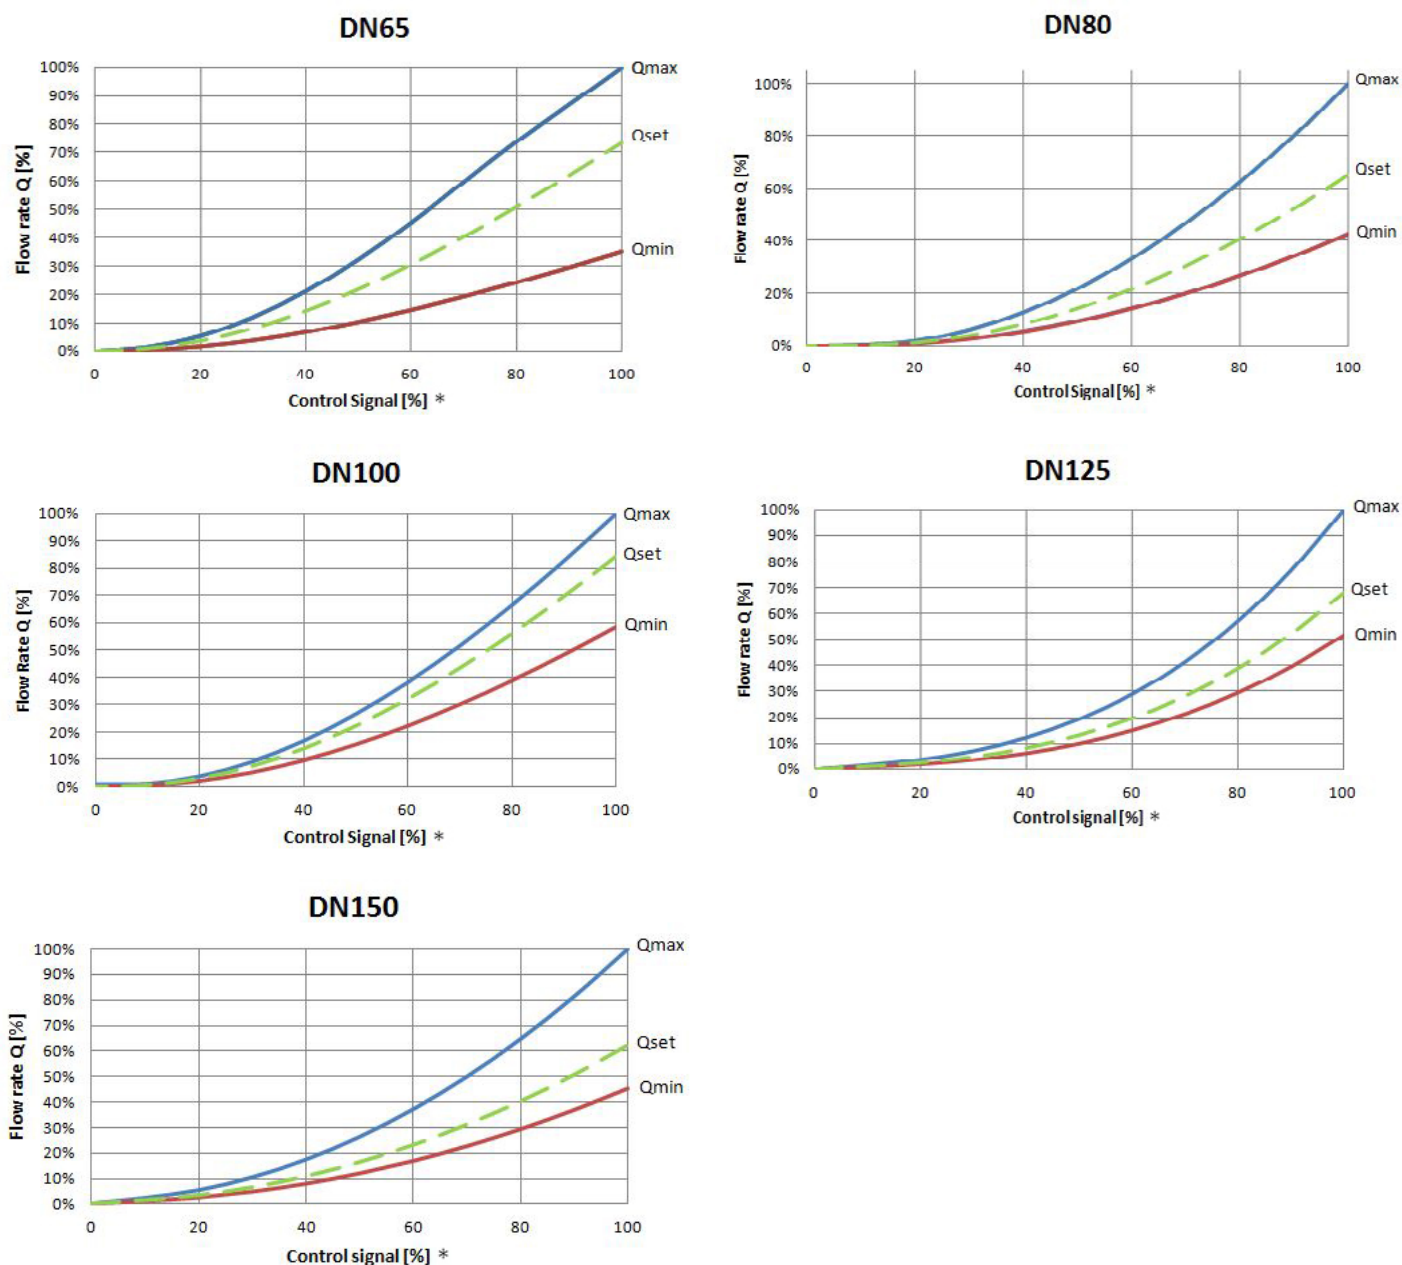 DN65
Flow rate Q [%]
100%
90%
80%
70%
60%
50%
40%
30%
20%
10%
0%
Qmax
Qset
Qmin
0 20 40 60 80 100
Control Signal [%] *
DN80
Flow rate Q [%]
100%
80%
60%
40%
20%
0%
Qmax
Qset
Qmin
0 20 40 60 80 100
Control Signal [%] *
DN100
Flow Rate Q [%]
100%
90%
80%
70%
60%
50%
40%
30%
20%
10%
0%
Qmax
Qset
Qmin
0 20 40 60 80 100
Control Signal [%] *
DN125
Flow rate Q [%]
100%
90%
80%
70%
60%
50%
40%
30%
20%
10%
0%
Qmax
Qset
Qmin
0 20 40 60 80 100
Control signal [%] *
DN150
Flow rate Q [%]
100%
90%
80%
70%
60%
50%
40%
30%
20%
10%
0%
Qmax
Qset
Qmin
0 20 40 60 80 100
Control signal [%] *